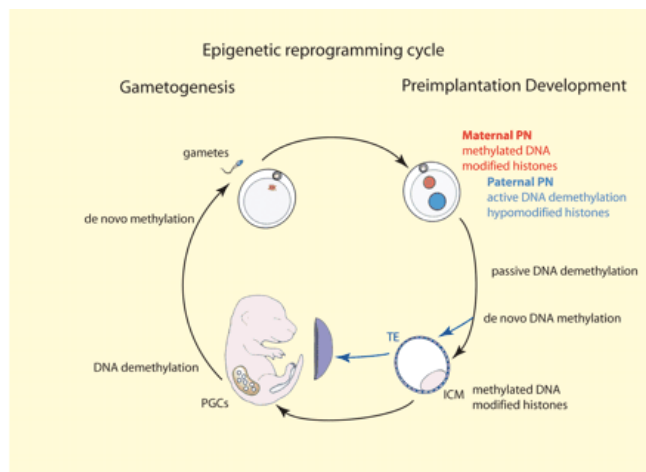 Epigenetic reprogramming cycle
Gametogenesis
Preimplantation Development
gametes
Maternal PN
methylated DNA
modified histones
Paternal PN
active DNA demethylation
hypomodified histones
de novo methylation
passive DNA demethylation
de novo DNA methylation
TE
DNA demethylation
PGCs
ICM
methylated DNA
modified histones